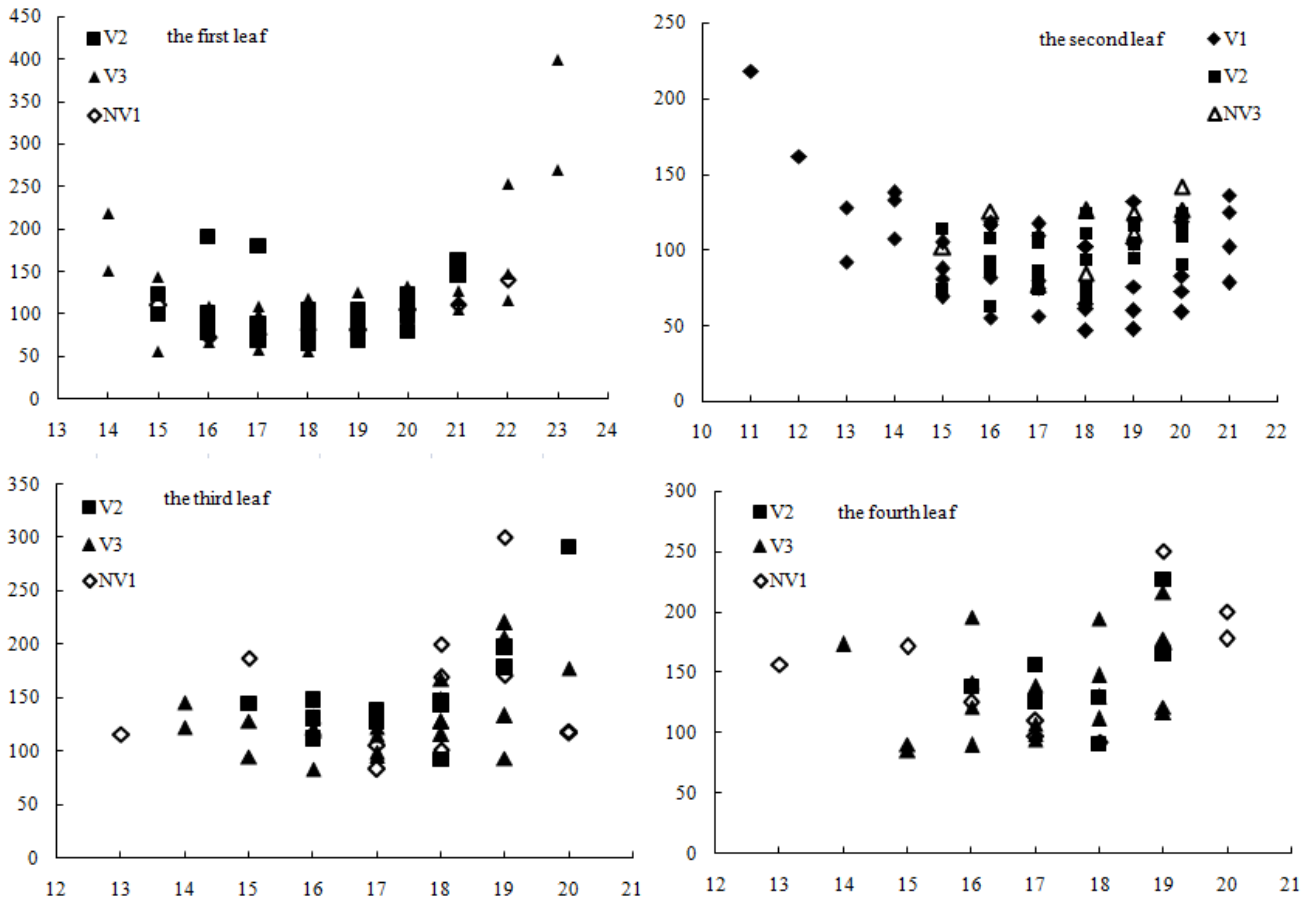 450
400
350
300
250
200
150
100
50
0
13 14 15 16 17 18 19 20 21 22 23 24
the first leaf
V2
V3
NV1
250
200
150
100
50
0
10 11 12 13 14 15 16 17 18 19 20 21 22
the second leaf
V1
V2
NV3
350
300
250
200
150
100
50
0
12 13 14 15 16 17 18 19 20 21
the third leaf
V2
V3
NV1
300
250
200
150
100
50
0
12 13 14 15 16 17 18 19 20 21
the fourth leaf
V2
V3
NV1